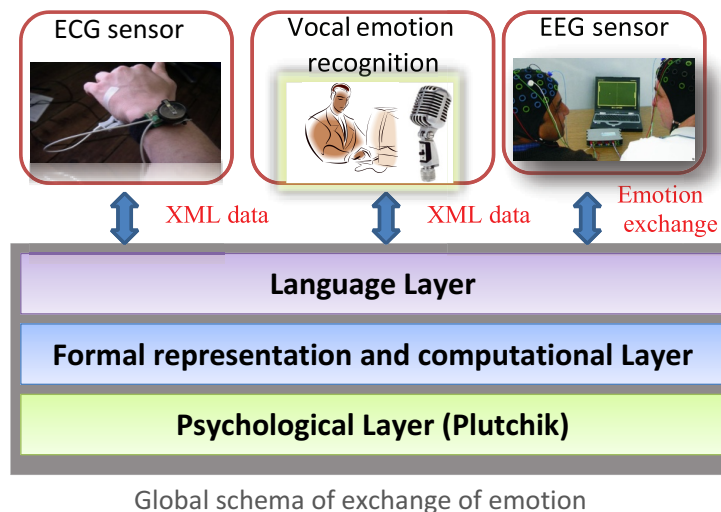 ECG sensor
Vocal emotion
recognition
EEG sensor
XML data
XML data
Emotion
exchange
Language Layer
Formal representation and computational Layer
Psychological Layer (Plutchik)
Global schema of exchange of emotion